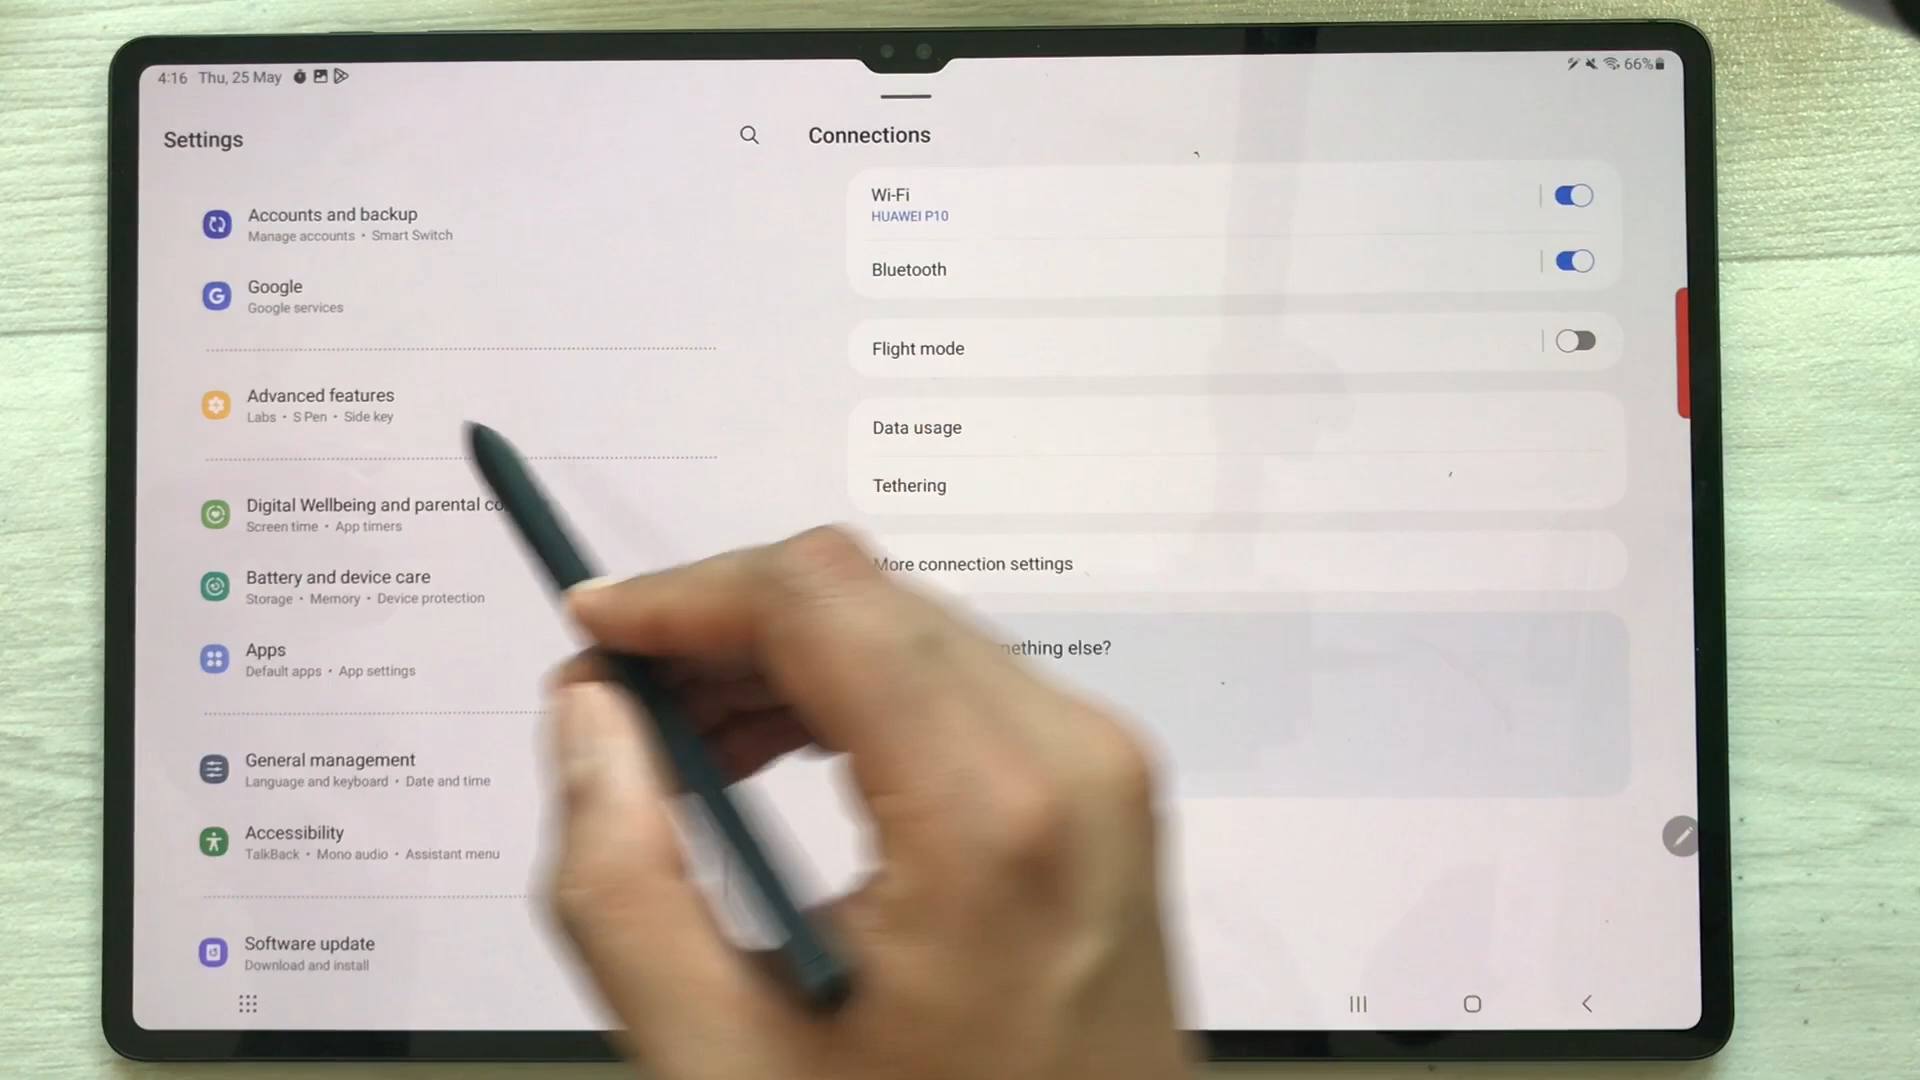 4:16 Thu, 25 May
66%
Settings
Accounts and backup
Manage accounts • Smart Switch
Google
Google services
Advanced features
Labs • S Pen • Side key
Digital Wellbeing and parental
Screen time • App timers
Battery and device care
Storage • Memory • Device protection
Apps
Default apps • App settings
General management
Language and keyboard • Date and time
Accessibility
TalkBack • Mono audio • Assistant menu
Software update
Download and install
Connections
Wi-Fi
HUAWEI P10
Bluetooth
Flight mode
Data usage
Tethering
More connection settings
else?